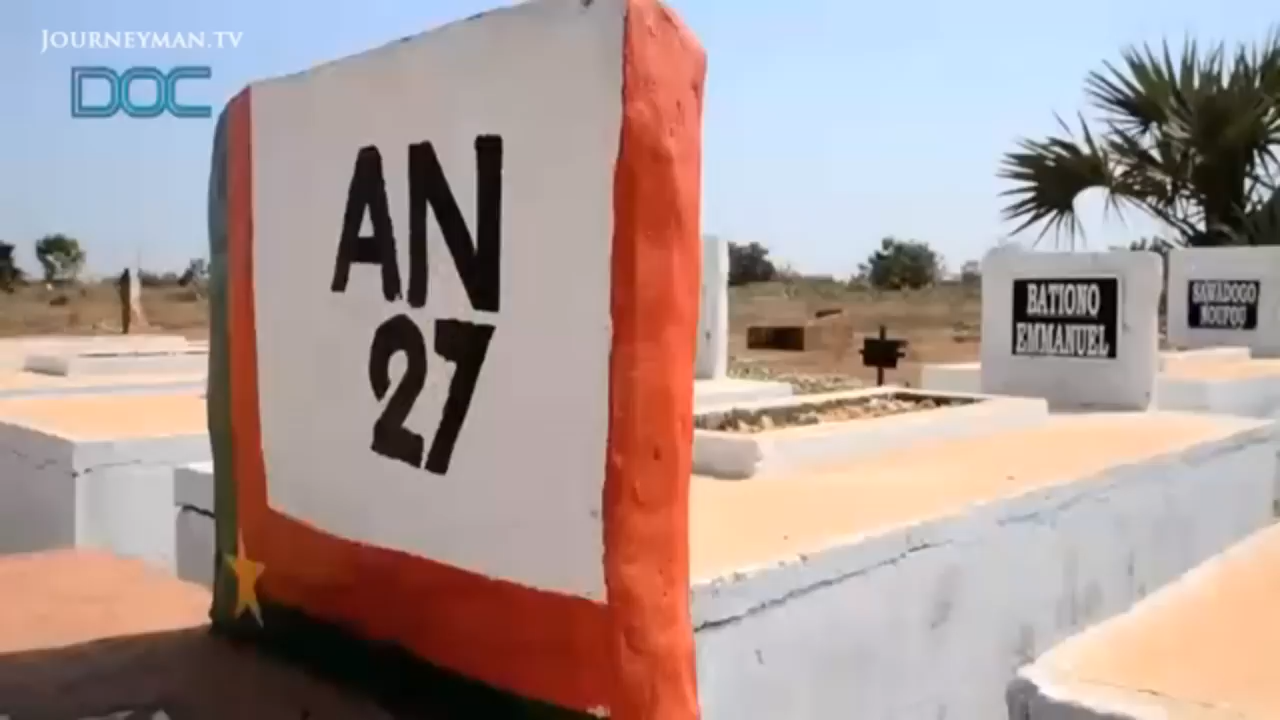 JOURNEYMAN.TV
DOC
AN
27
BATIONO
EMMANUEL
SAWADOGO
NOUFOU